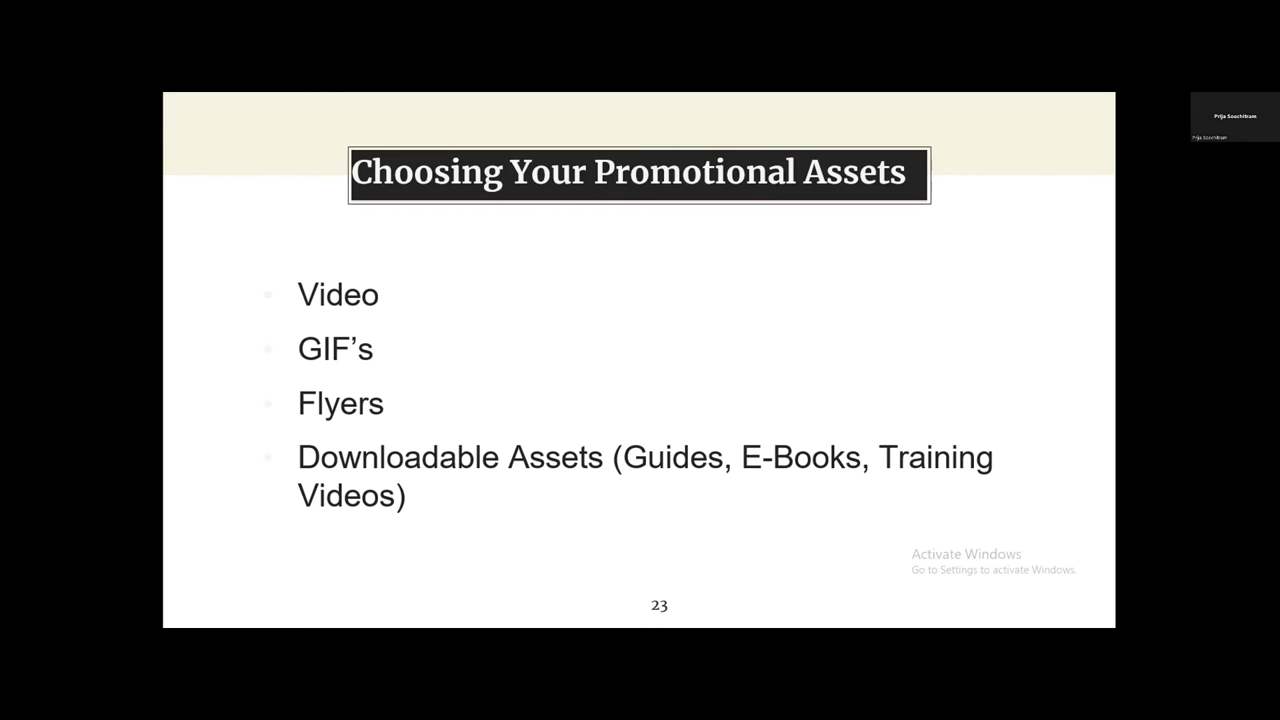 Choosing Your Promotional Assets
Prija Soochitram
Prija Soochitram
Video
GIF’s
Flyers
Downloadable Assets (Guides, E-Books, Training
Videos)
Activate Windows
Go to Settings to activate Windows.
23